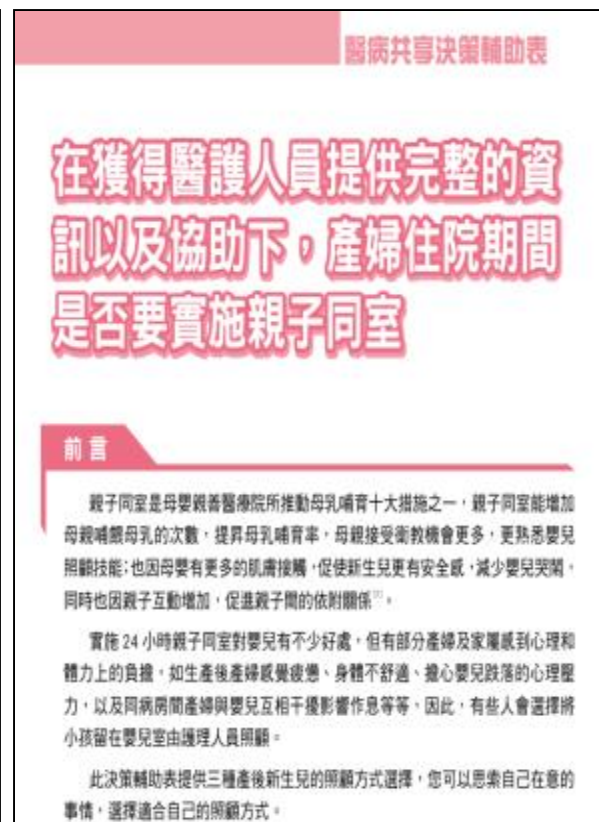 醫病共享決策輔助表
在獲得醫護人員提供完整的資
訊以及協助下，產婦住院期間
是否要實施親子同室
前言
親子同室是母嬰親善醫療院所推動母乳哺育十大措施之一，親子同室能增加
母親哺餵母乳的次數，提昇母乳哺育率，母親接受衛教機會更多，更熟悉嬰兒
照顧技能；也因母嬰有更多的肌膚接觸，促使新生兒更有安全感，減少嬰兒哭鬧，
同時也因親子互動增加，促進親子間的依附關係。
實施 24 小時親子同室對嬰兒有不少好處，但有部分產婦及家屬感到心理和
體力上的負擔，如生產後產婦感覺疲憊、身體不舒適、擔心嬰兒跌落的心理壓
力，以及同病房間產婦與嬰兒互相干擾影響作息等等，因此，有些人會選擇將
小孩留在嬰兒室由護理人員照顧。
此決策輔助表提供三種產後新生兒的照顧方式選擇，您可以思索自己在意的
事情，選擇適合自己的照顧方式。